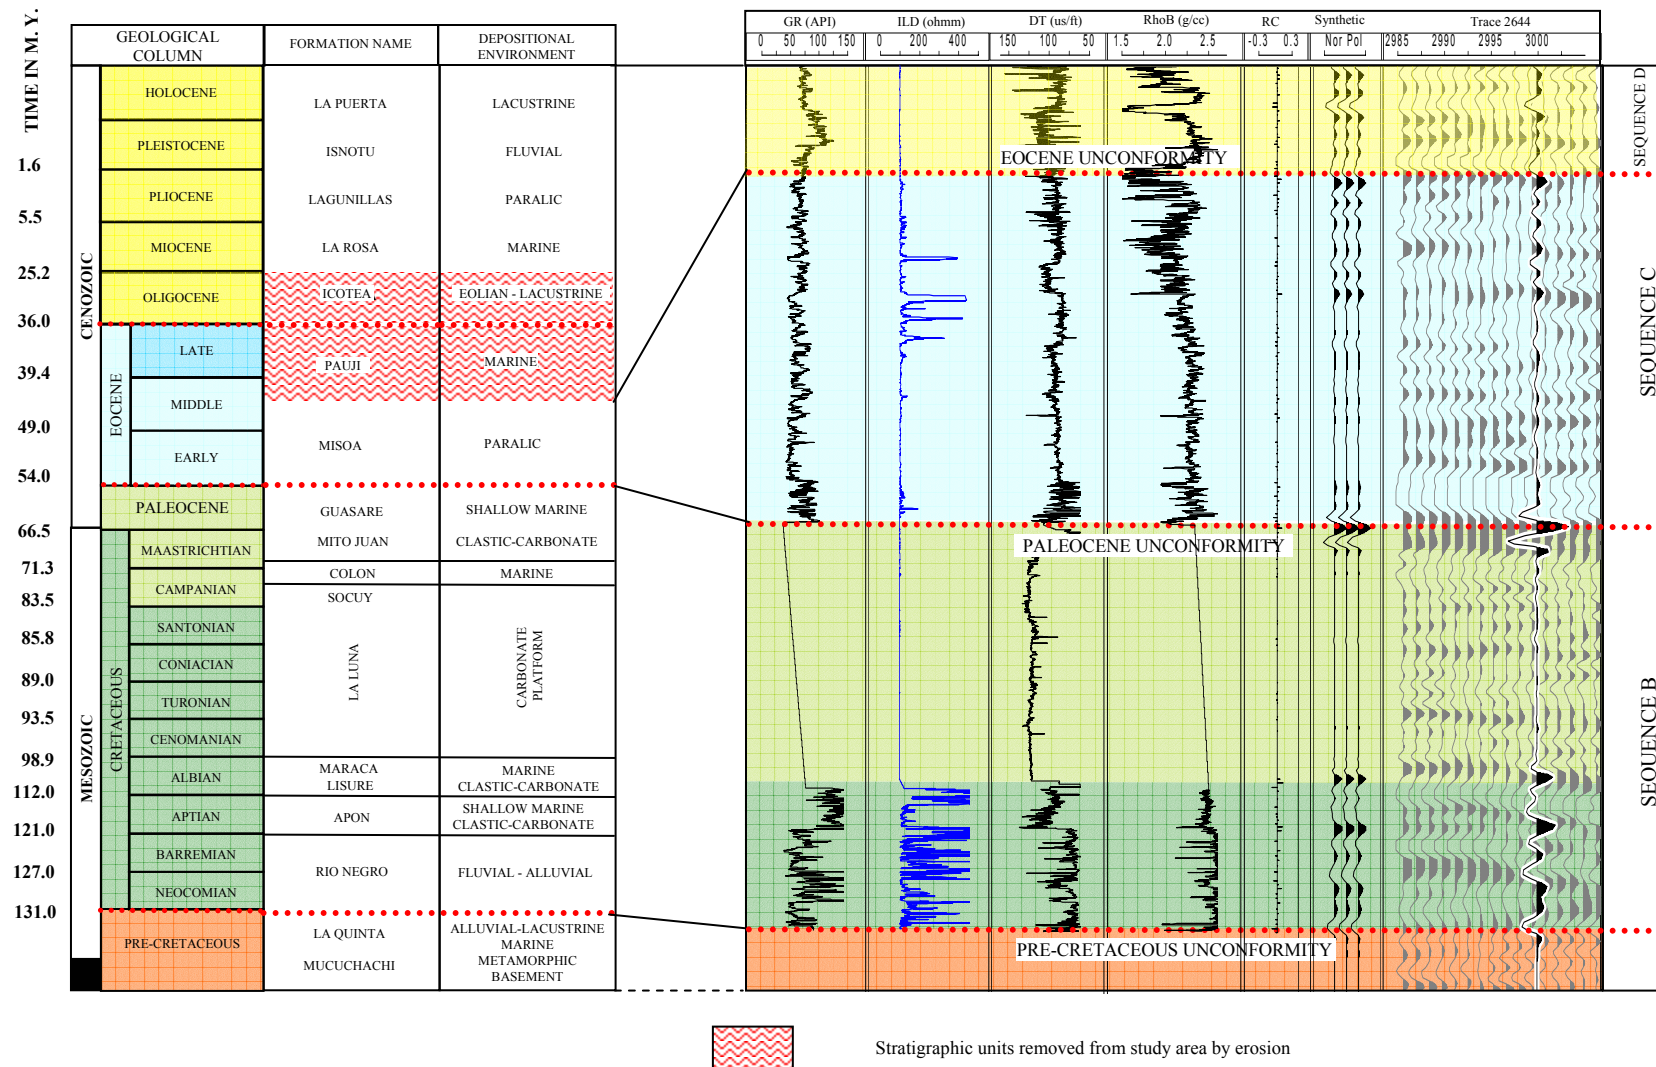 TIME IN M. Y.
GEOLOGICAL
COLUMN
FORMATION NAME
DEPOSITIONAL
ENVIRONMENT
CENOZOIC
MESOZOIC
1.6
5.5
25.2
36.0
39.4
49.0
54.0
66.5
71.3
83.5
85.8
89.0
93.5
98.9
112.0
121.0
127.0
131.0
HOLOCENE
PLEISTOCENE
PLIOCENE
MIOCENE
OLIGOCENE
EOCENE
LATE
MIDDLE
EARLY
PALEOCENE
CRETACEOUS
MAASTRICHTIAN
CAMPANIAN
SANTONIAN
CONIACIAN
TURONIAN
CENOMANIAN
ALBIAN
APTIAN
BARREMIAN
NEOCOMIAN
PRE-CRETACEOUS
LA PUERTA
ISNOTU
LAGUNILLAS
LA ROSA
ICOTEA
PAUJI
MISOA
GUASARE
MITO JUAN
COLON
SOCUY
LA LUNA
MARACA
LISURE
APON
RIO NEGRO
LA QUINTA
MUCUCHACHI
LACUSTRINE
FLUVIAL
PARALIC
MARINE
EOLIAN - LACUSTRINE
MARINE
PARALIC
SHALLOW MARINE
CLASTIC-CARBONATE
MARINE
CARBONATE
PLATFORM
MARINE
CLASTIC-CARBONATE
SHALLOW MARINE
CLASTIC-CARBONATE
FLUVIAL - ALLUVIAL
ALLUVIAL-LACUSTRINE
MARINE
METAMORPHIC
BASEMENT
GR (API)
0 50 100 150
ILD (ohmm)
0 200 400
DT (us/ft)
150 100 50
RhoB (g/cc)
1.5 2.0 2.5
RC
-0.3 0.3
Synthetic
Nor Pol
Trace 2644
2985 2990 2995 3000
EOCENE UNCONFORMITY
PALEOCENE UNCONFORMITY
PRE-CRETACEOUS UNCONFORMITY
SEQUENCE D
SEQUENCE C
SEQUENCE B
Stratigraphic units removed from study area by erosion